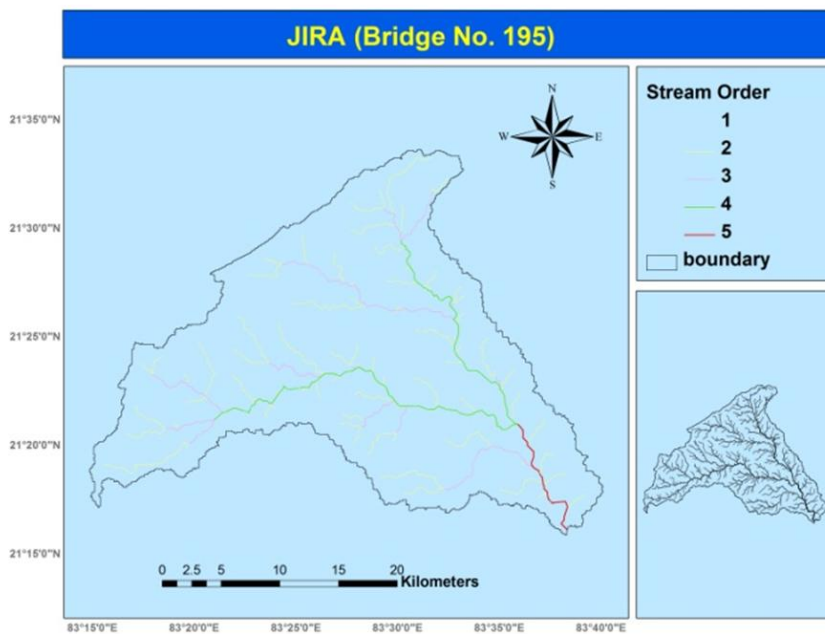 JIRA (Bridge No. 195)
N
W E
S
21°35'0"N
21°30'0"N
21°25'0"N
21°20'0"N
21°15'0"N
0 2.5 5 10 15 20
Kilometers
83°15'0"E 83°20'0"E 83°25'0"E 83°30'0"E 83°35'0"E 83°40'0"E
Stream Order
1
2
3
4
5
boundary